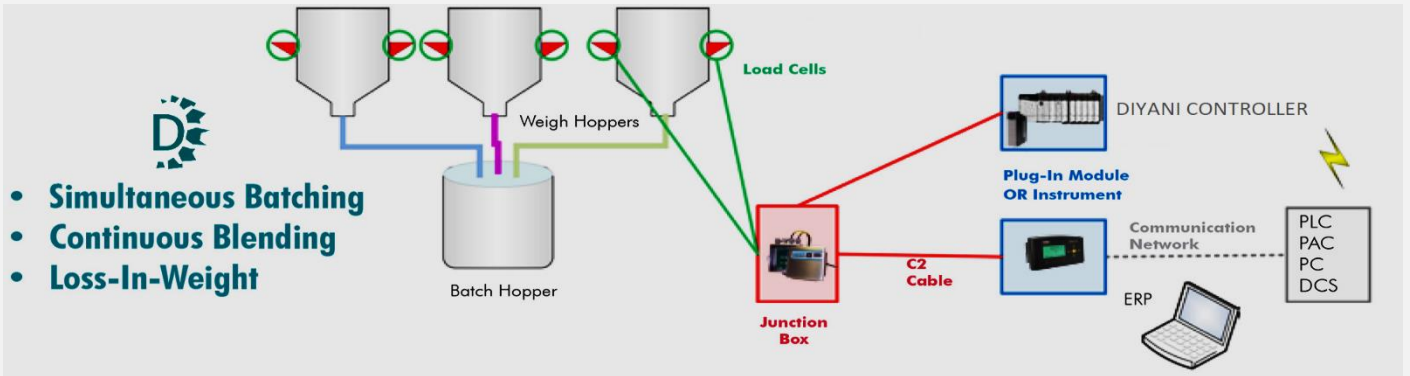 Load Cells
Weigh Hoppers
DIYANI CONTROLLER
D
• Simultaneous Batching
• Continuous Blending
• Loss-In-Weight
Plug-In Module
OR Instrument
Batch Hopper
C2
Cable
Communication
Network
PLC
PAC
PC
DCS
ERP
Junction
Box